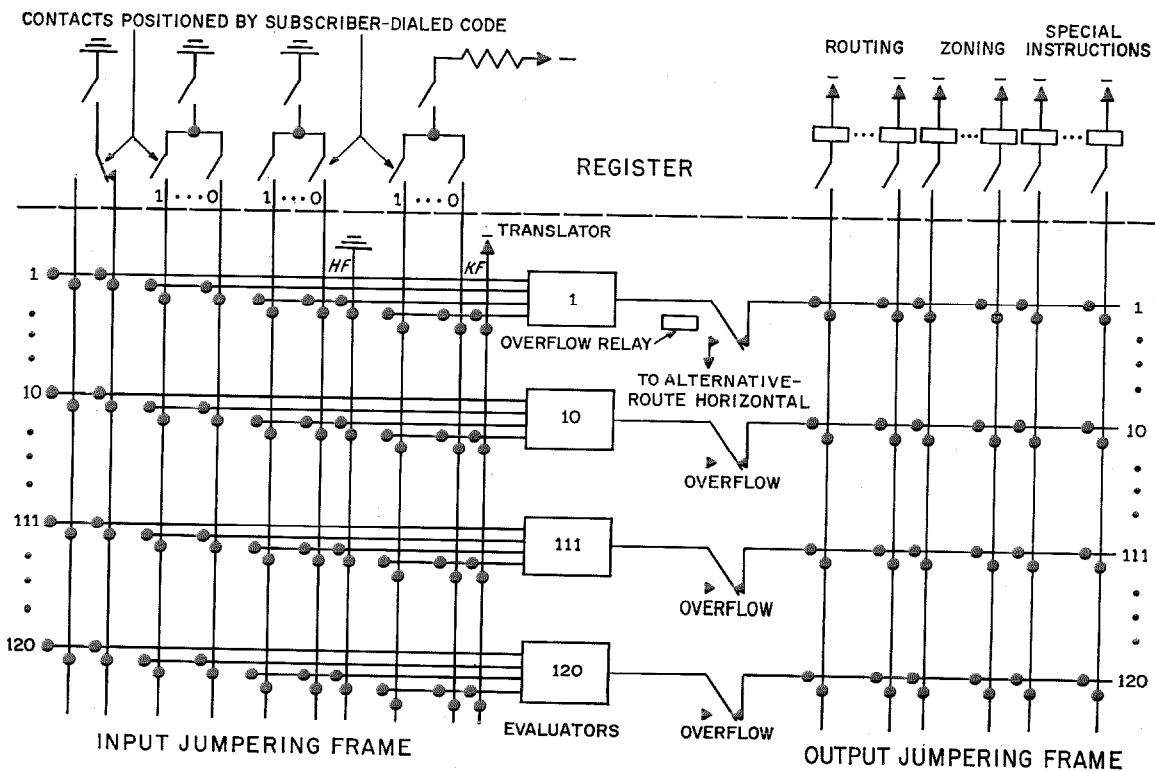 CONTACTS POSITIONED BY SUBSCRIBER-DIALED CODE
ROUTING ZONING SPECIAL INSTRUCTIONS
REGISTER
1 ••• 0 1 ••• 0 1 ••• 0
TRANSLATOR
HF KF
1 1 1
OVERFLOW RELAY
TO ALTERNATIVE-
ROUTE HORIZONTAL
10 10 10
OVERFLOW
111 111 111
OVERFLOW
120 120 120
EVALUATORS
OVERFLOW
INPUT JUMPERING FRAME
OUTPUT JUMPERING FRAME